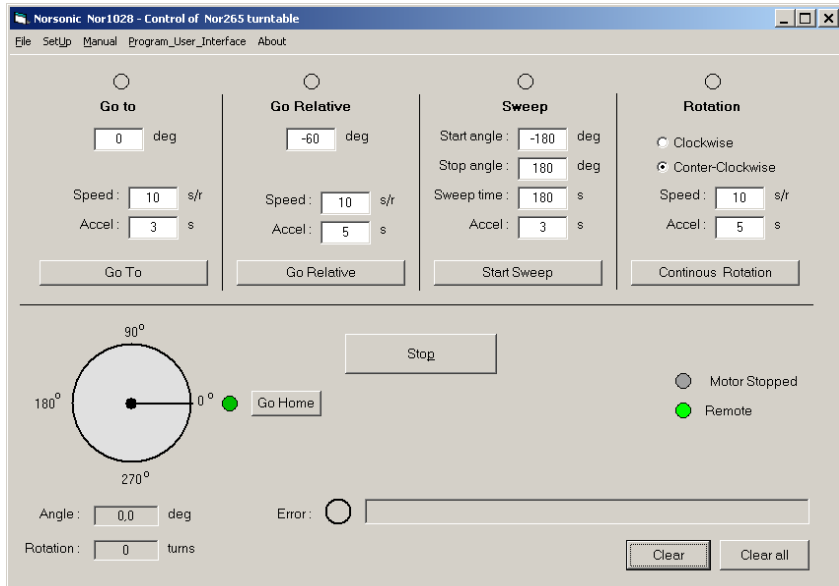 Norsonic Nor1028 - Control of Nor265 turntable
File SetUp Manual Program_User_Interface About
Go to
0 deg
Speed : 10 s/r
Accel : 3 s
Go To
Go Relative
-60 deg
Speed : 10 s/r
Accel : 5 s
Go Relative
Sweep
Start angle : -180 deg
Stop angle : 180 deg
Sweep time : 180 s
Accel : 3 s
Start Sweep
Rotation
Clockwise
Conter-Clockwise
Speed : 10 s/r
Accel : 5 s
Continous Rotation
90°
180°
0°
270°
Go Home
Stop
Motor Stopped
Remote
Angle : 0,0 deg
Rotation : 0 turns
Error :
Clear
Clear all